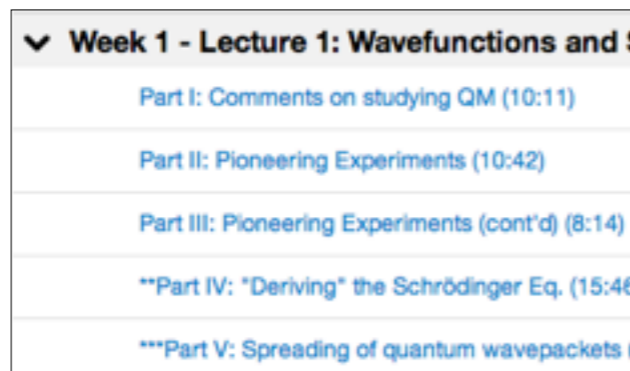 Week 1 - Lecture 1: Wavefunctions and
Part I: Comments on studying QM (10:11)
Part II: Pioneering Experiments (10:42)
Part III: Pioneering Experiments (cont'd) (8:14)
**Part IV: "Deriving" the Schrödinger Eq. (15:46
***Part V: Spreading of quantum wavepackets